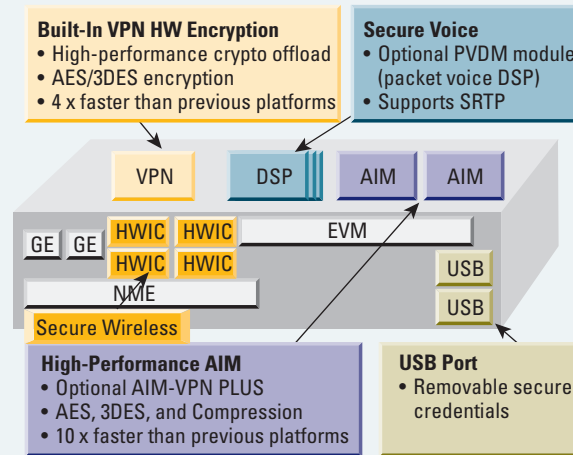 Built-In VPN HW Encryption
• High-performance crypto offload
• AES/3DES encryption
• 4 x faster than previous platforms
Secure Voice
• Optional PVDM module
(packet voice DSP)
• Supports SRTP
VPN
DSP
AIM
AIM
GE
GE
HWIC
HWIC
HWIC
HWIC
EVM
NME
USB
USB
Secure Wireless
High-Performance AIM
• Optional AIM-VPN PLUS
• AES, 3DES, and Compression
• 10 x faster than previous platforms
USB Port
• Removable secure
credentials